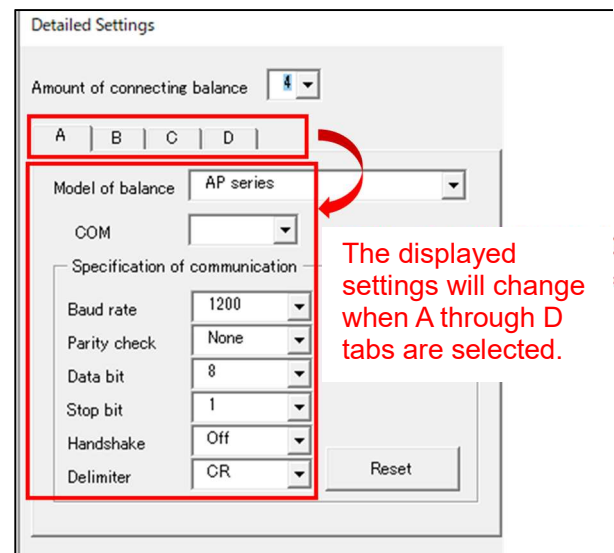 Detailed Settings
Amount of connecting balance 4
A B C D
Model of balance AP series
COM
Specification of communication
Baud rate 1200
Parity check None
Data bit 8
Stop bit 1
Handshake Off
Delimiter CR
Reset
The displayed
settings will change
when A through D
tabs are selected.